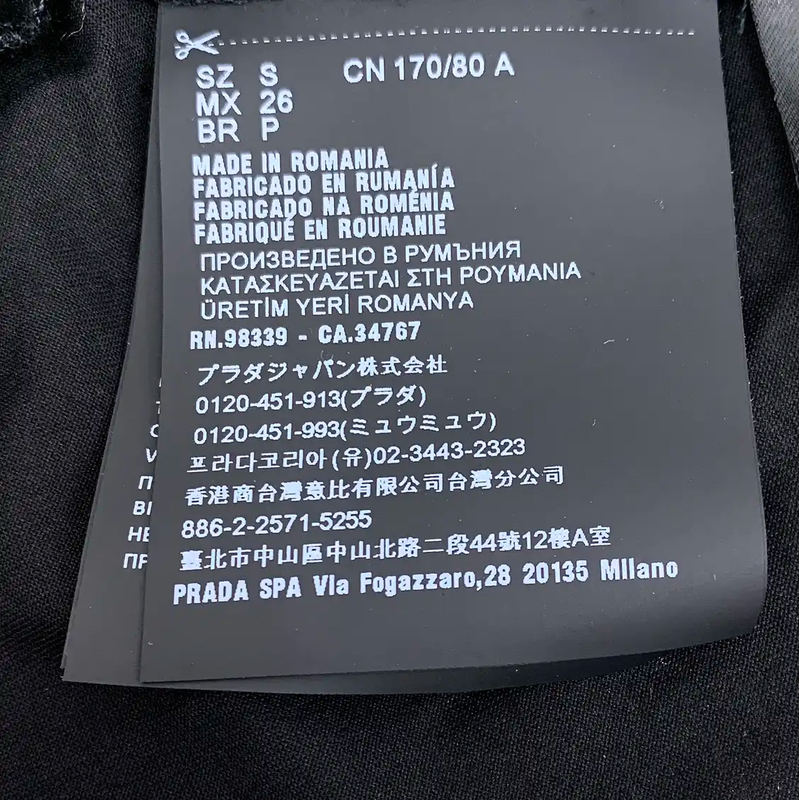 SZ S CN 170/80 A
MX 26
BR P
MADE IN ROMANIA
FABRICADO EN RUMANÍA
FABRICADO NA ROMÉNIA
FABRIQUÉ EN ROUMANIE
ПРОИЗВЕДЕНО В РУМЪНИЯ
ΚΑΤΑΣΚΕΥΑΖΕΤΑΙ ΣΤΗ ΡΟΥΜΑΝΙΑ
ÜRETİM YERİ ROMANYA
RN.98339 - CA.34767
プラダジャパン株式会社
0120-451-913(プラダ)
0120-451-993(ミュウミュウ)
프라다코리아(유)02-3443-2323
香港商台灣意比有限公司台灣分公司
886-2-2571-5255
臺北市中山區中山北路二段44號12樓A室
PRADA SPA Via Fogazzaro,28 20135 Milano